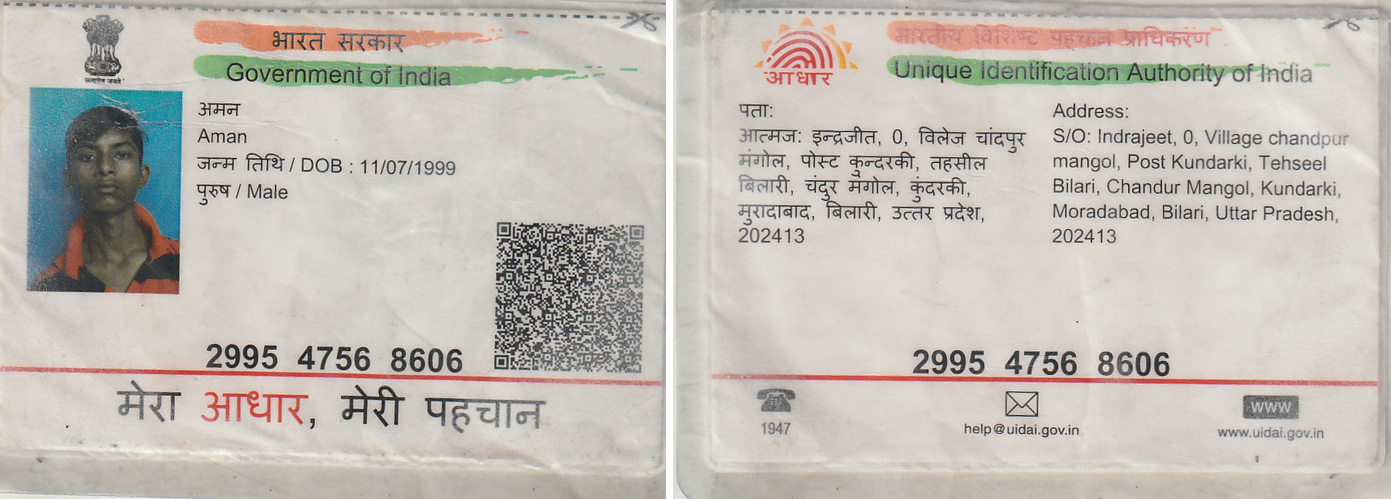 भारत सरकार
Government of India
सत्यमेव जयते
अमन
Aman
जन्म तिथि / DOB : 11/07/1999
पुरुष / Male
2995 4756 8606
मेरा आधार, मेरी पहचान
भारतीय विशिष्ट पहचान प्राधिकरण
Unique Identification Authority of India
आधार
पता:
आत्मज: इन्द्रजीत, 0, विलेज चांदपुर
मंगोल, पोस्ट कुन्दरकी, तहसील
बिलारी, चंदुर मंगोल, कुंदरकी,
मुरादाबाद, बिलारी, उत्तर प्रदेश,
202413
Address:
S/O: Indrajeet, 0, Village chandpur
mangol, Post Kundarki, Tehseel
Bilari, Chandur Mangol, Kundarki,
Moradabad, Bilari, Uttar Pradesh,
202413
2995 4756 8606
1947
help@uidai.gov.in
www
www.uidai.gov.in